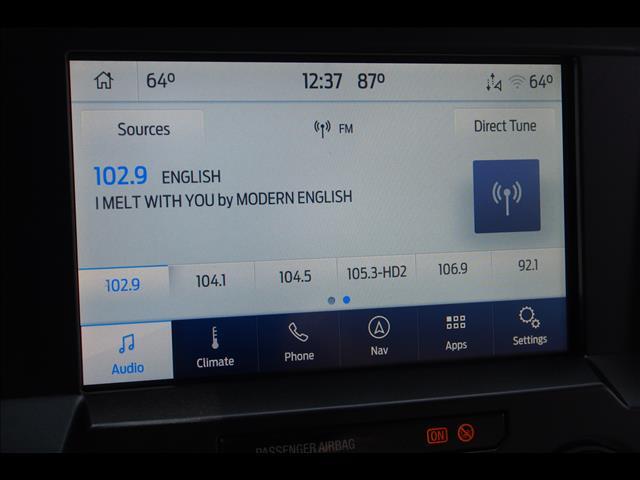 64° 12:37 87° 64°
Sources FM Direct Tune
102.9 ENGLISH
I MELT WITH YOU by MODERN ENGLISH
102.9 104.1 104.5 105.3-HD2 106.9 92.1
Audio Climate Phone Nav Apps Settings
PASSENGER AIRBAG ON